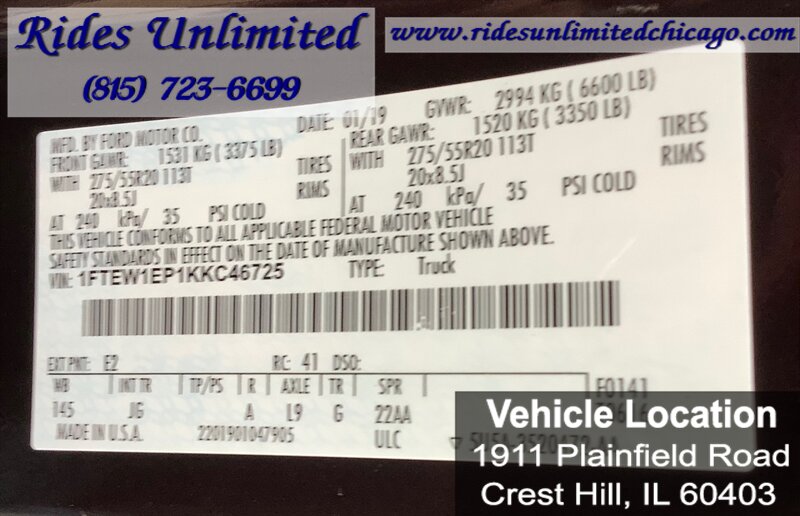 Rides Unlimited
(815) 723-6699
www.ridesunlimitedchicago.com
MFD. BY FORD MOTOR CO.
DATE: 01/19 GVWR: 2994 KG ( 6600 LB)
FRONT GAWR: 1531 KG ( 3375 LB)
WITH 275/55R20 113T TIRES
20x8.5J RIMS
AT 240 kPa/ 35 PSI COLD
REAR GAWR: 1520 KG ( 3350 LB)
WITH 275/55R20 113T TIRES
20x8.5J RIMS
AT 240 kPa/ 35 PSI COLD
THIS VEHICLE CONFORMS TO ALL APPLICABLE FEDERAL MOTOR VEHICLE
SAFETY STANDARDS IN EFFECT ON THE DATE OF MANUFACTURE SHOWN ABOVE.
VIN: 1FTEW1EP1KKC46725 TYPE: Truck
EXT PNT: E2 RC: 41 DSO:
WB INT TR TP/PS R AXLE TR SPR
145 JG A L9 G 22AA
F0141
MADE IN U.S.A. 2201901047905 ULC
Vehicle Location
1911 Plainfield Road
Crest Hill, IL 60403